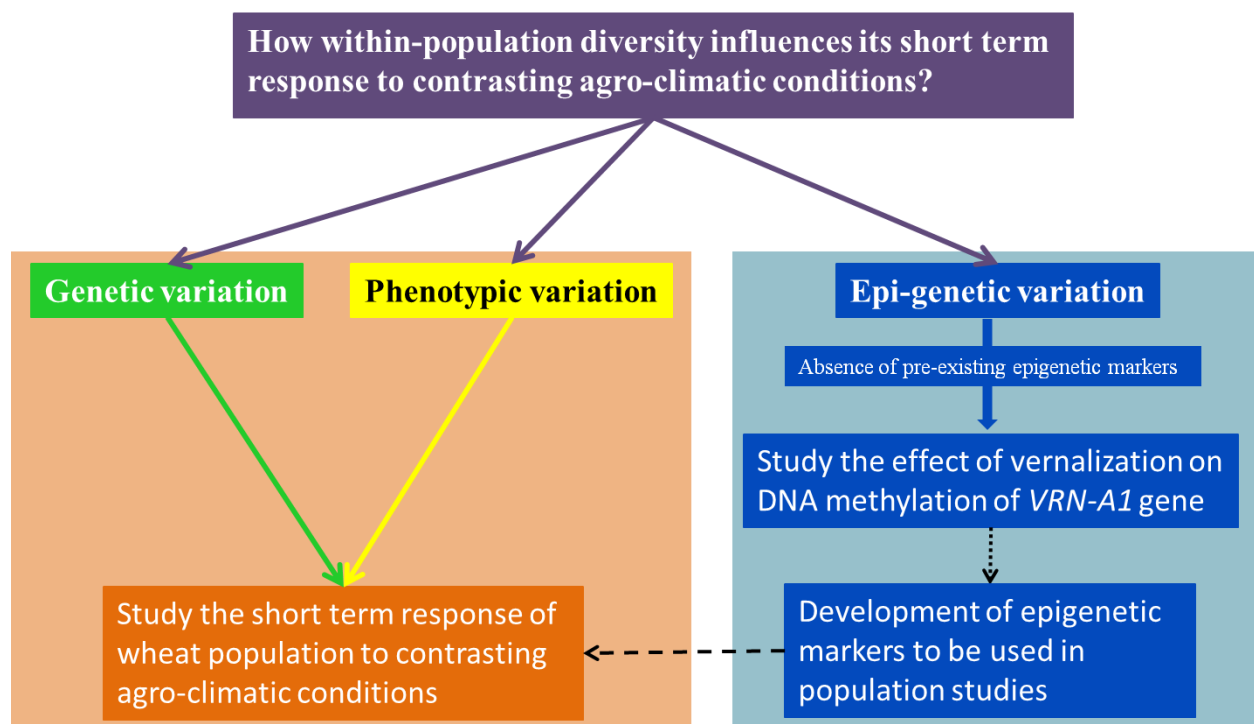 How within-population diversity influences its short term
response to contrasting agro-climatic conditions?
Genetic variation
Phenotypic variation
Epi-genetic variation
Absence of pre-existing epigenetic markers
Study the effect of vernalization on
DNA methylation of VRN-A1 gene
Study the short term response of
wheat population to contrasting
agro-climatic conditions
Development of epigenetic
markers to be used in
population studies